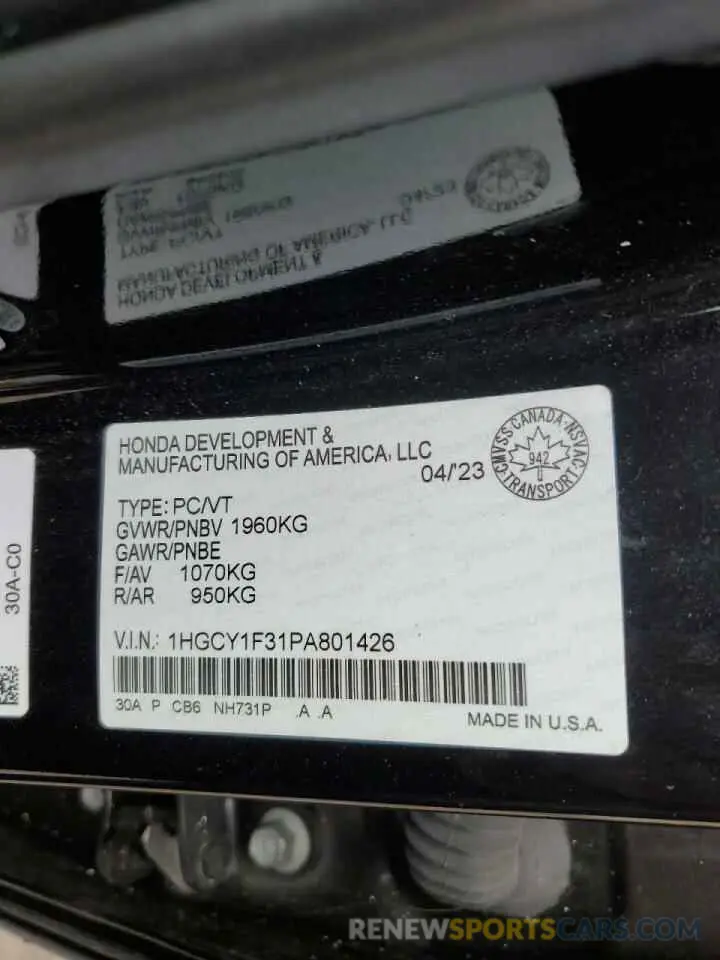 HONDA DEVELOPMENT &
MANUFACTURING OF AMERICA, LLC
04/'23
CMVSS CANADA NSVAC
942
TRANSPORT
TYPE: PC/VT
GVWR/PNBV 1960KG
GAWR/PNBE
F/AV 1070KG
R/AR 950KG
V.I.N.: 1HGCY1F31PA801426
30A P CB6 NH731P .A .A
MADE IN U.S.A.
30A-C0
RENEWSPORTSCARS.COM